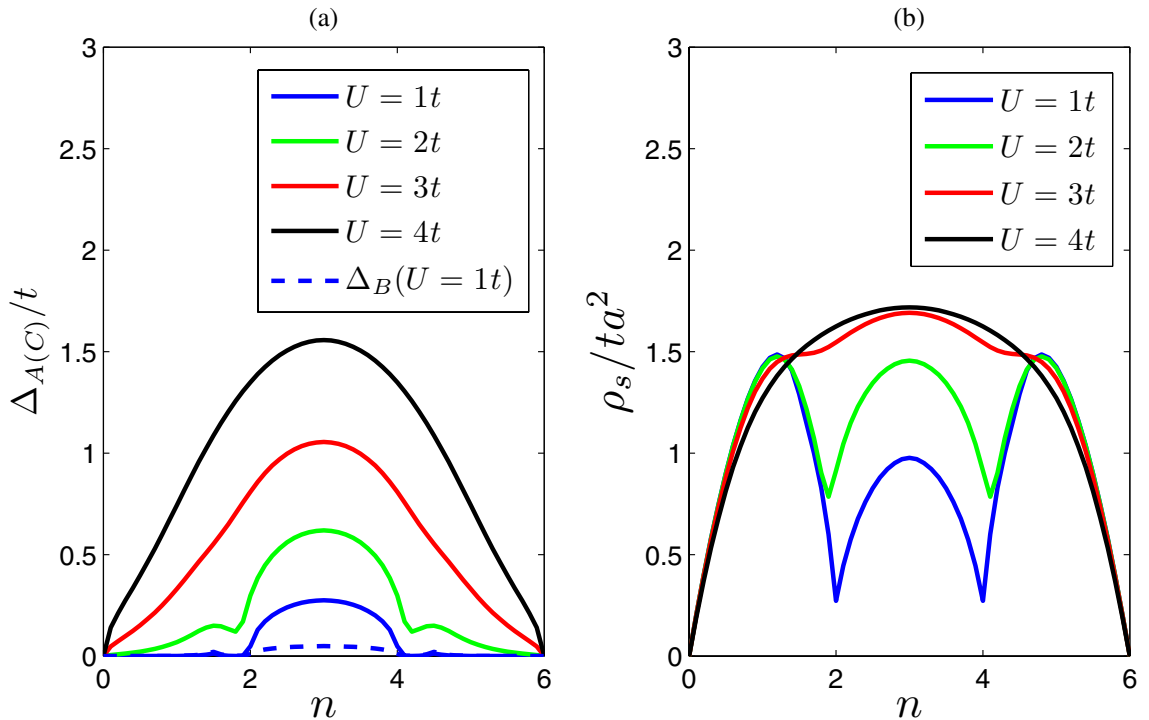 (a)
3
2.5
2
1.5
1
0.5
0
Δ_{A(C)}/t
U = 1t
U = 2t
U = 3t
U = 4t
Δ_B(U = 1t)
0 2 4 6
n
(b)
3
2.5
2
1.5
1
0.5
0
ρ_s/ta²
U = 1t
U = 2t
U = 3t
U = 4t
0 2 4 6
n